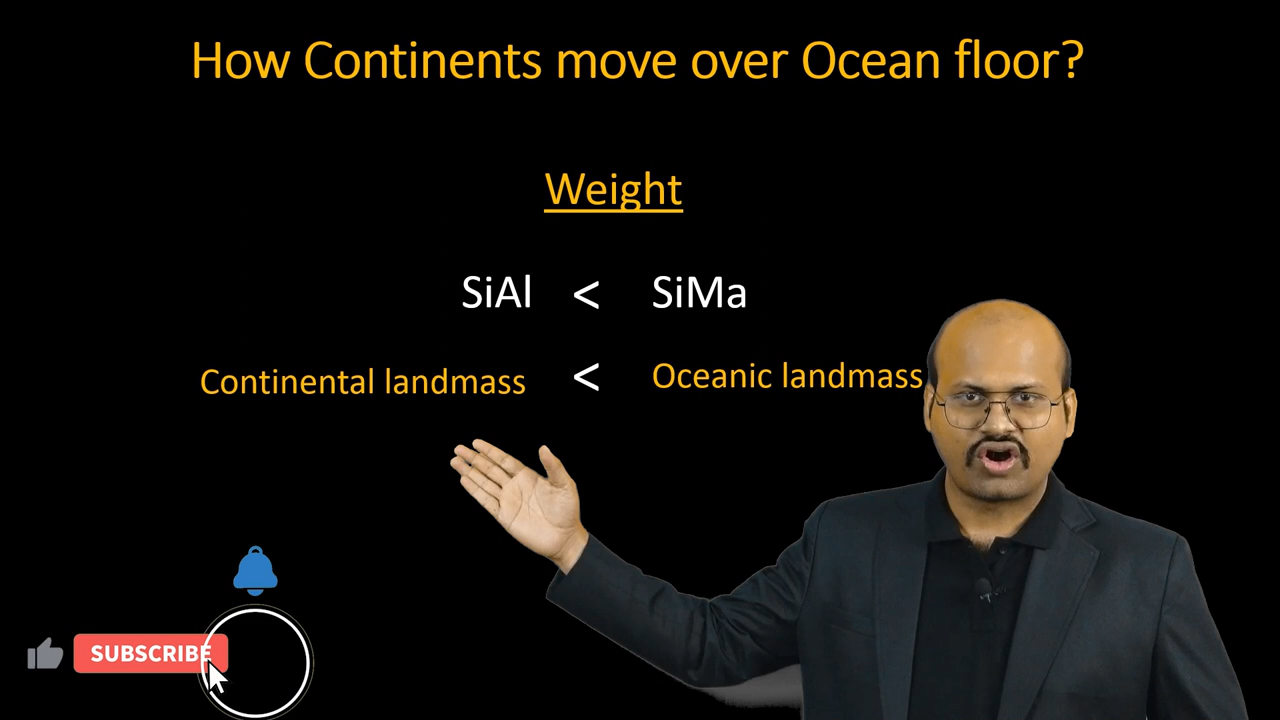 How Continents move over Ocean floor?
Weight
SiAl < SiMa
Continental landmass < Oceanic landmass
SUBSCRIBE